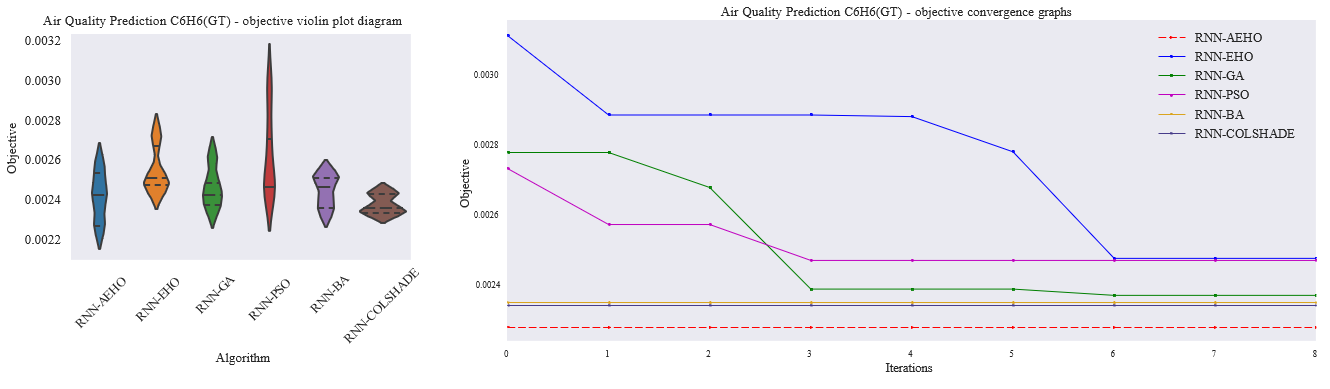 Air Quality Prediction C6H6(GT) - objective violin plot diagram
Objective
0.0032
0.0030
0.0028
0.0026
0.0024
0.0022
RNN-AEHO
RNN-EHO
RNN-GA
RNN-PSO
RNN-BA
RNN-COLSHADE
Algorithm
Air Quality Prediction C6H6(GT) - objective convergence graphs
Objective
0.0030
0.0028
0.0026
0.0024
0 1 2 3 4 5 6 7 8
Iterations
RNN-AEHO
RNN-EHO
RNN-GA
RNN-PSO
RNN-BA
RNN-COLSHADE